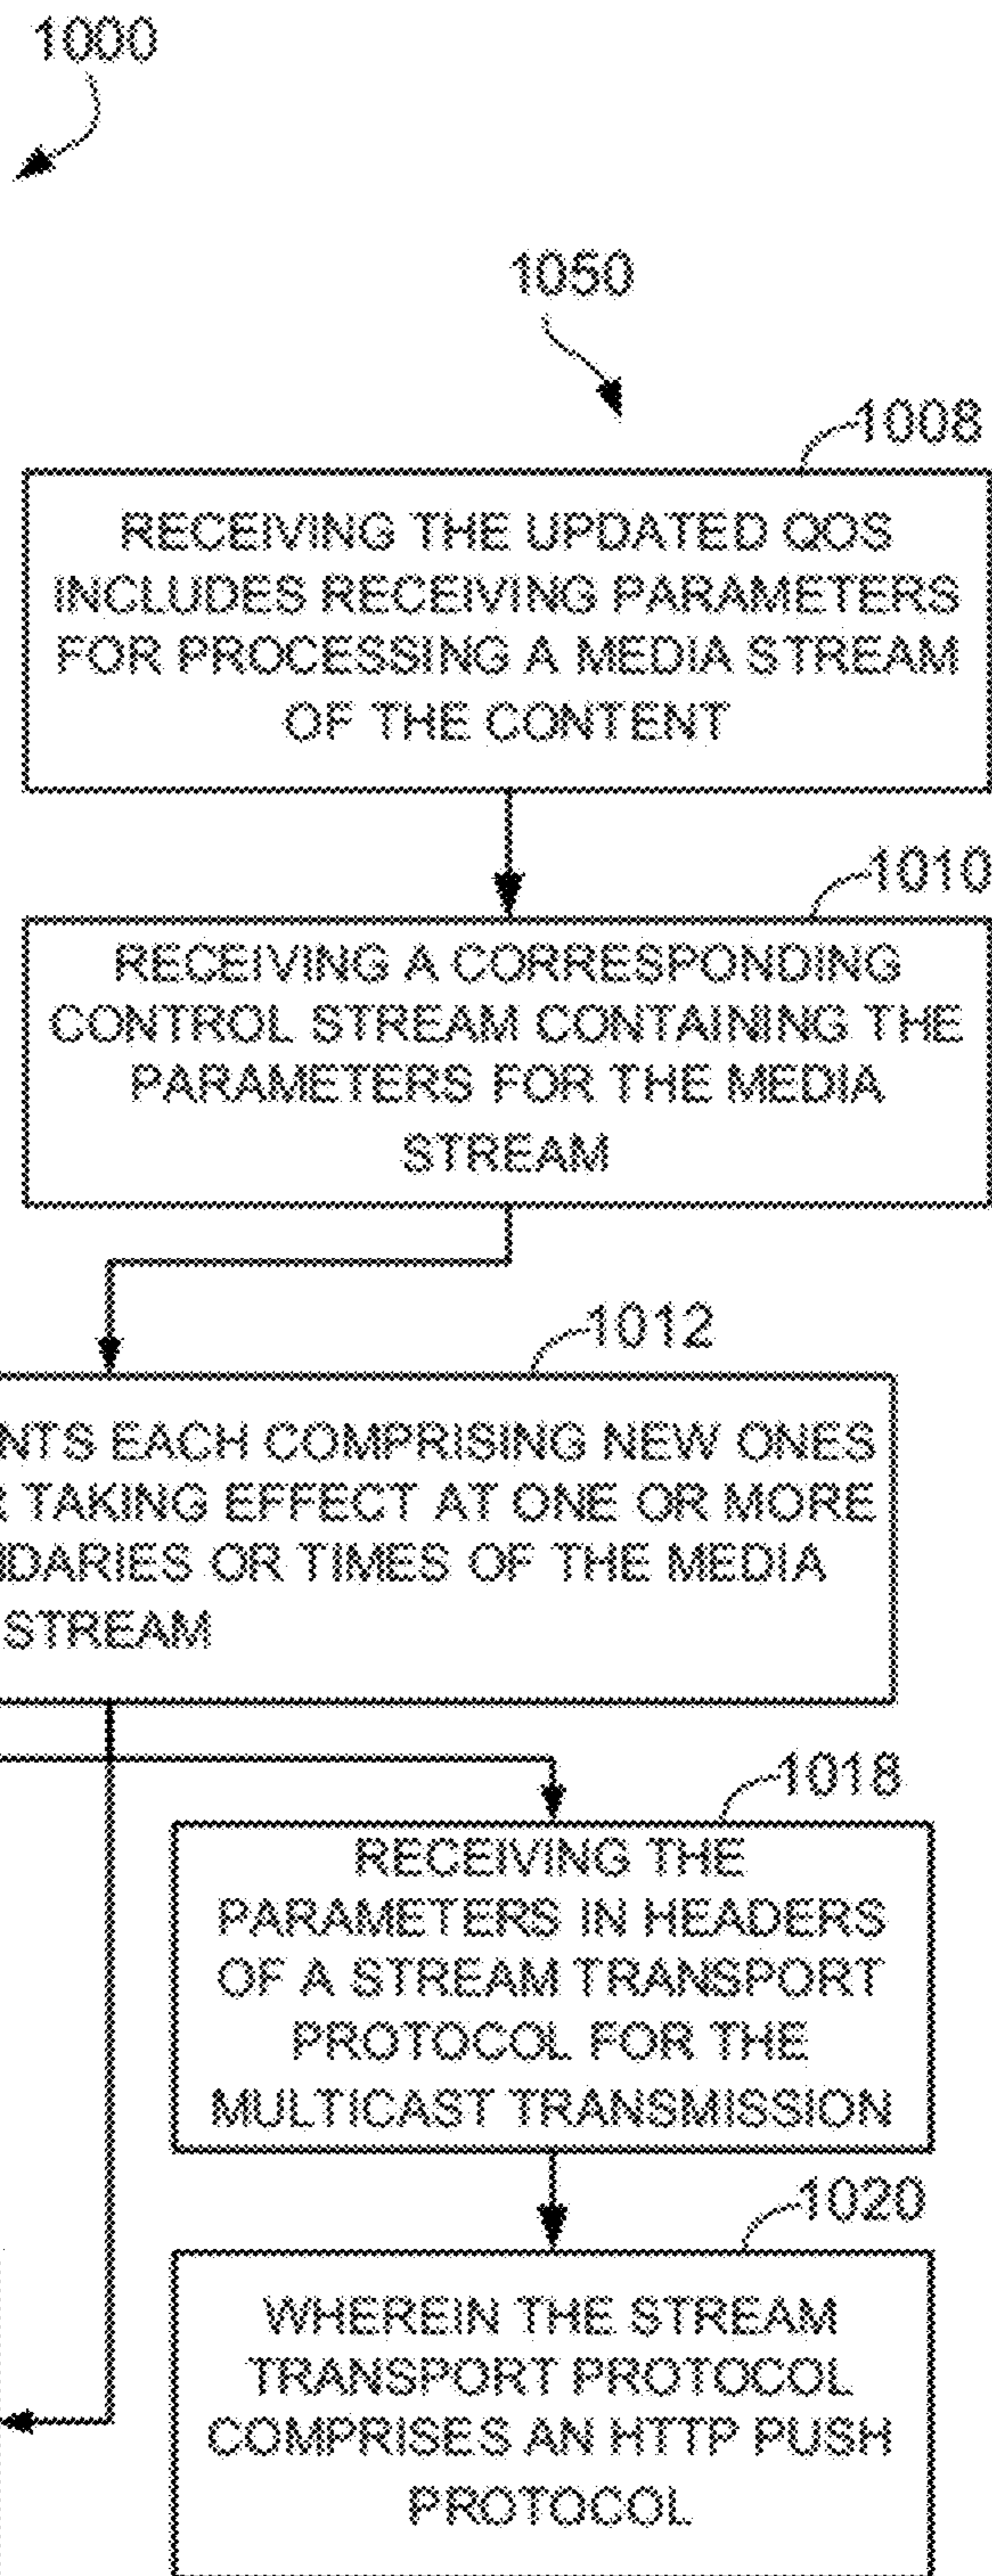 1000
1050
1008
RECEIVING THE UPDATED QOS
INCLUDES RECEIVING PARAMETERS
FOR PROCESSING A MEDIA STREAM
OF THE CONTENT
1010
RECEIVING A CORRESPONDING
CONTROL STREAM CONTAINING THE
PARAMETERS FOR THE MEDIA
STREAM
1012
NTS EACH COMPRISING NEW ONES
R TAKING EFFECT AT ONE OR MORE
NDARIES OR TIMES OF THE MEDIA
STREAM
1018
RECEIVING THE
PARAMETERS IN HEADERS
OF A STREAM TRANSPORT
PROTOCOL FOR THE
MULTICAST TRANSMISSION
1020
WHEREIN THE STREAM
TRANSPORT PROTOCOL
COMPRISES AN HTTP PUSH
PROTOCOL